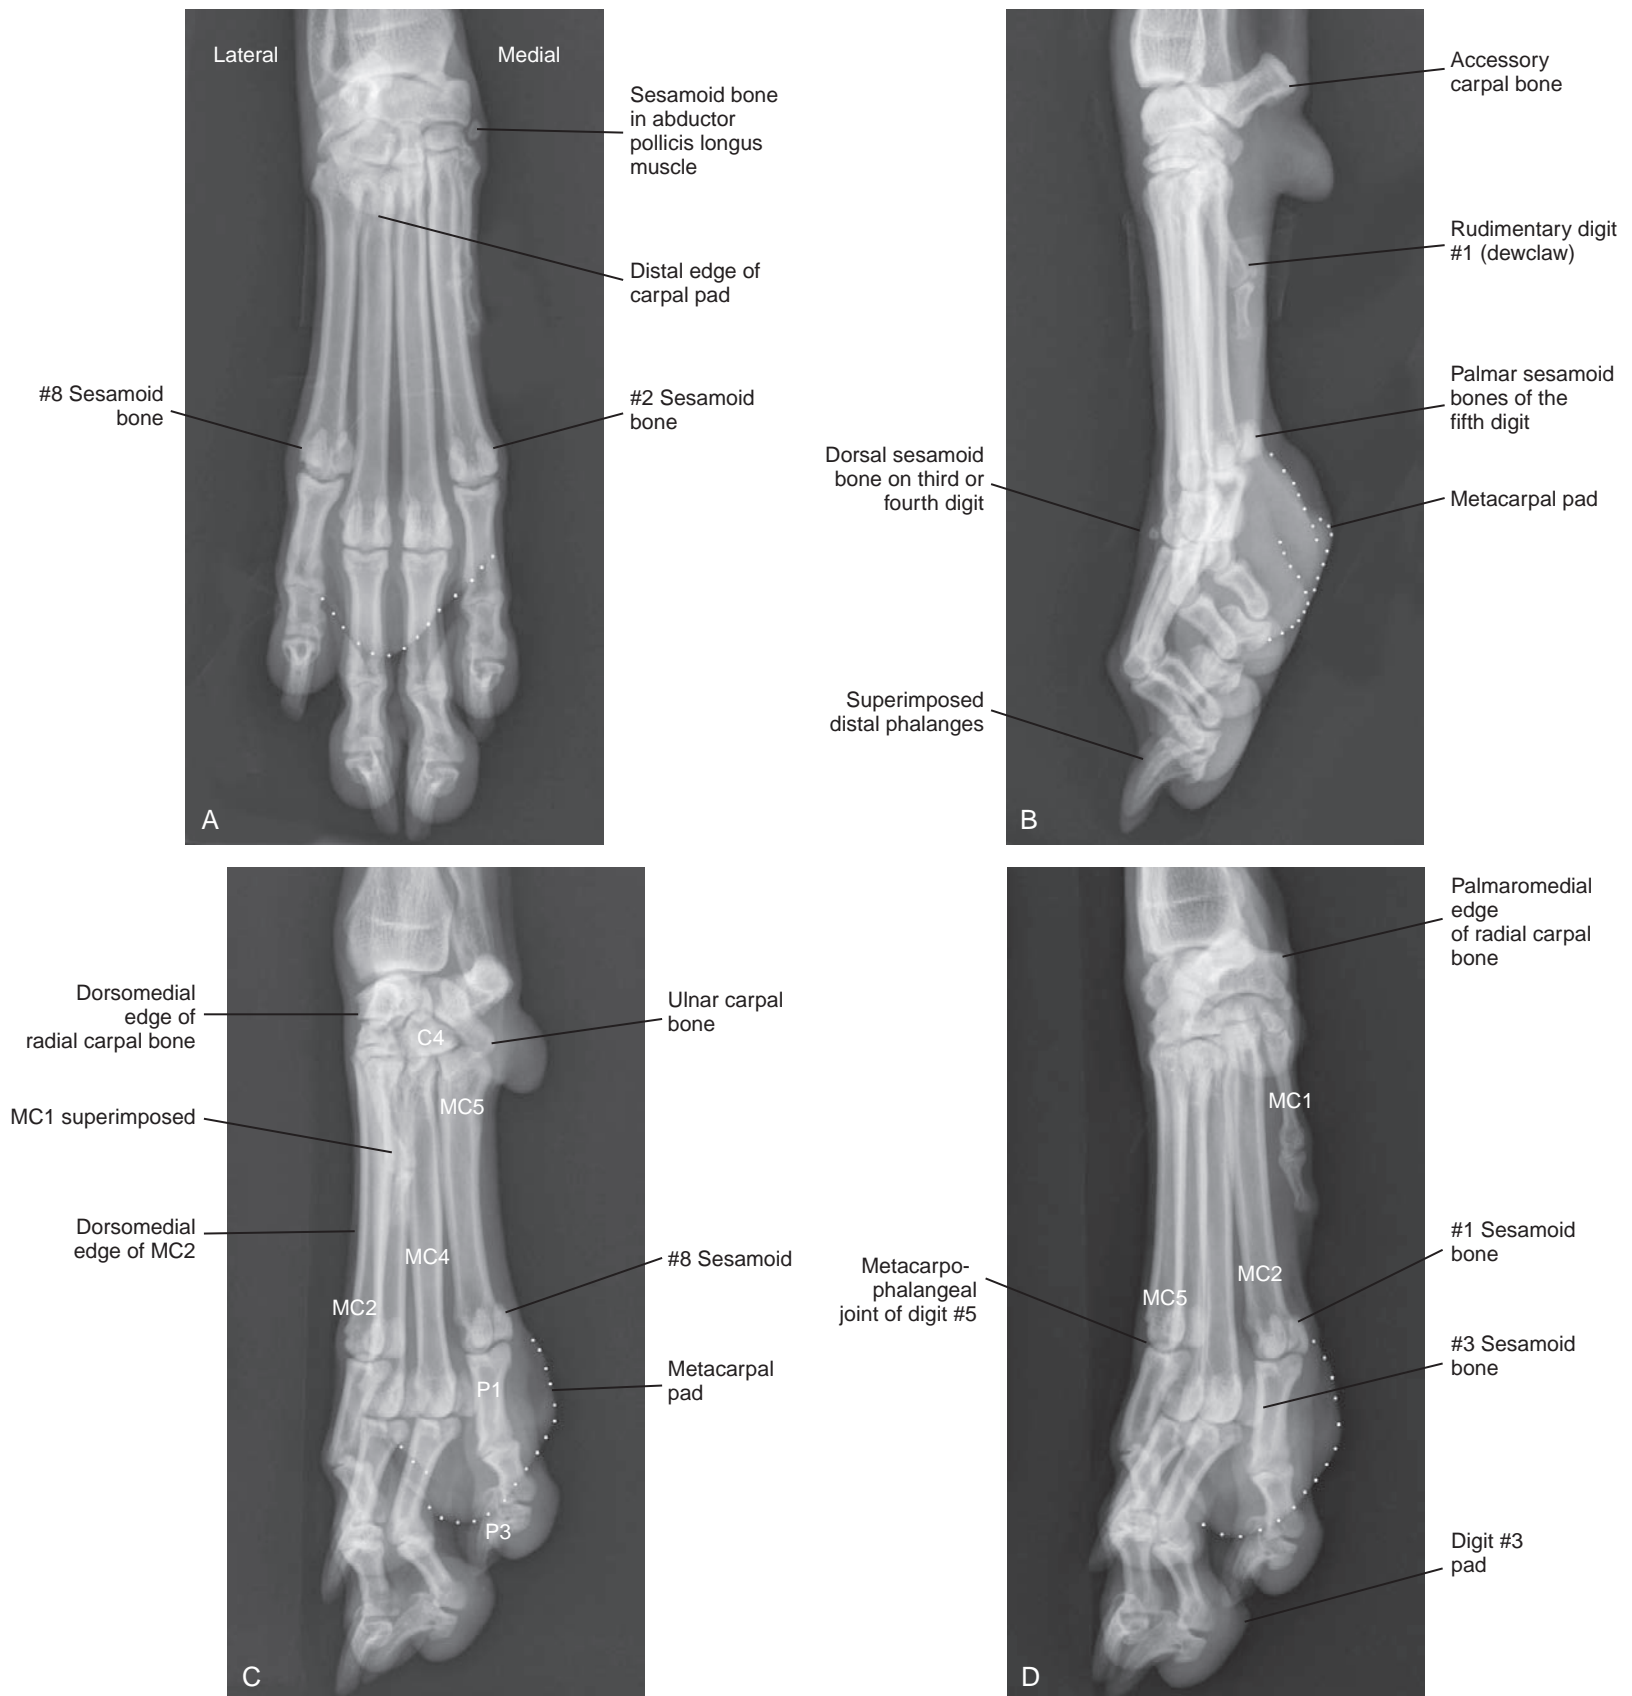 Lateral
Medial
Sesamoid bone
in abductor
pollicis longus
muscle
Distal edge of
carpal pad
#8 Sesamoid
bone
#2 Sesamoid
bone
A
Accessory
carpal bone
Rudimentary digit
#1 (dewclaw)
Palmar sesamoid
bones of the
fifth digit
Dorsal sesamoid
bone on third or
fourth digit
Metacarpal pad
Superimposed
distal phalanges
B
Dorsomedial
edge of
radial carpal bone
Ulnar carpal
bone
C4
MC5
MC1 superimposed
Dorsomedial
edge of MC2
MC4
#8 Sesamoid
MC2
Metacarpal
pad
P1
P3
C
Palmaromedial
edge
of radial carpal
bone
MC1
#1 Sesamoid
bone
Metacarpo-
phalangeal
joint of digit #5
MC2
MC5
#3 Sesamoid
bone
Digit #3
pad
D